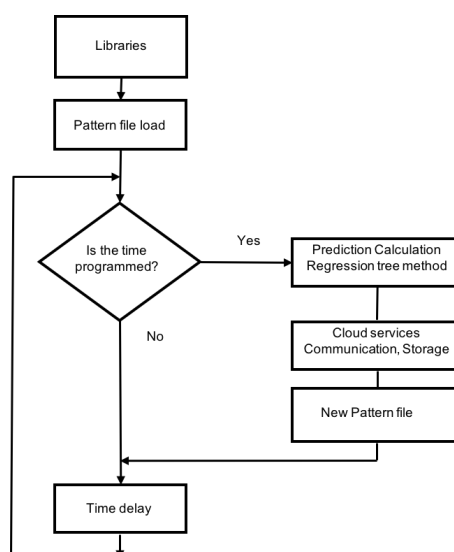 Libraries
Pattern file load
Is the time
programmed?
Yes
Prediction Calculation
Regression tree method
No
Cloud services
Communication, Storage
New Pattern file
Time delay